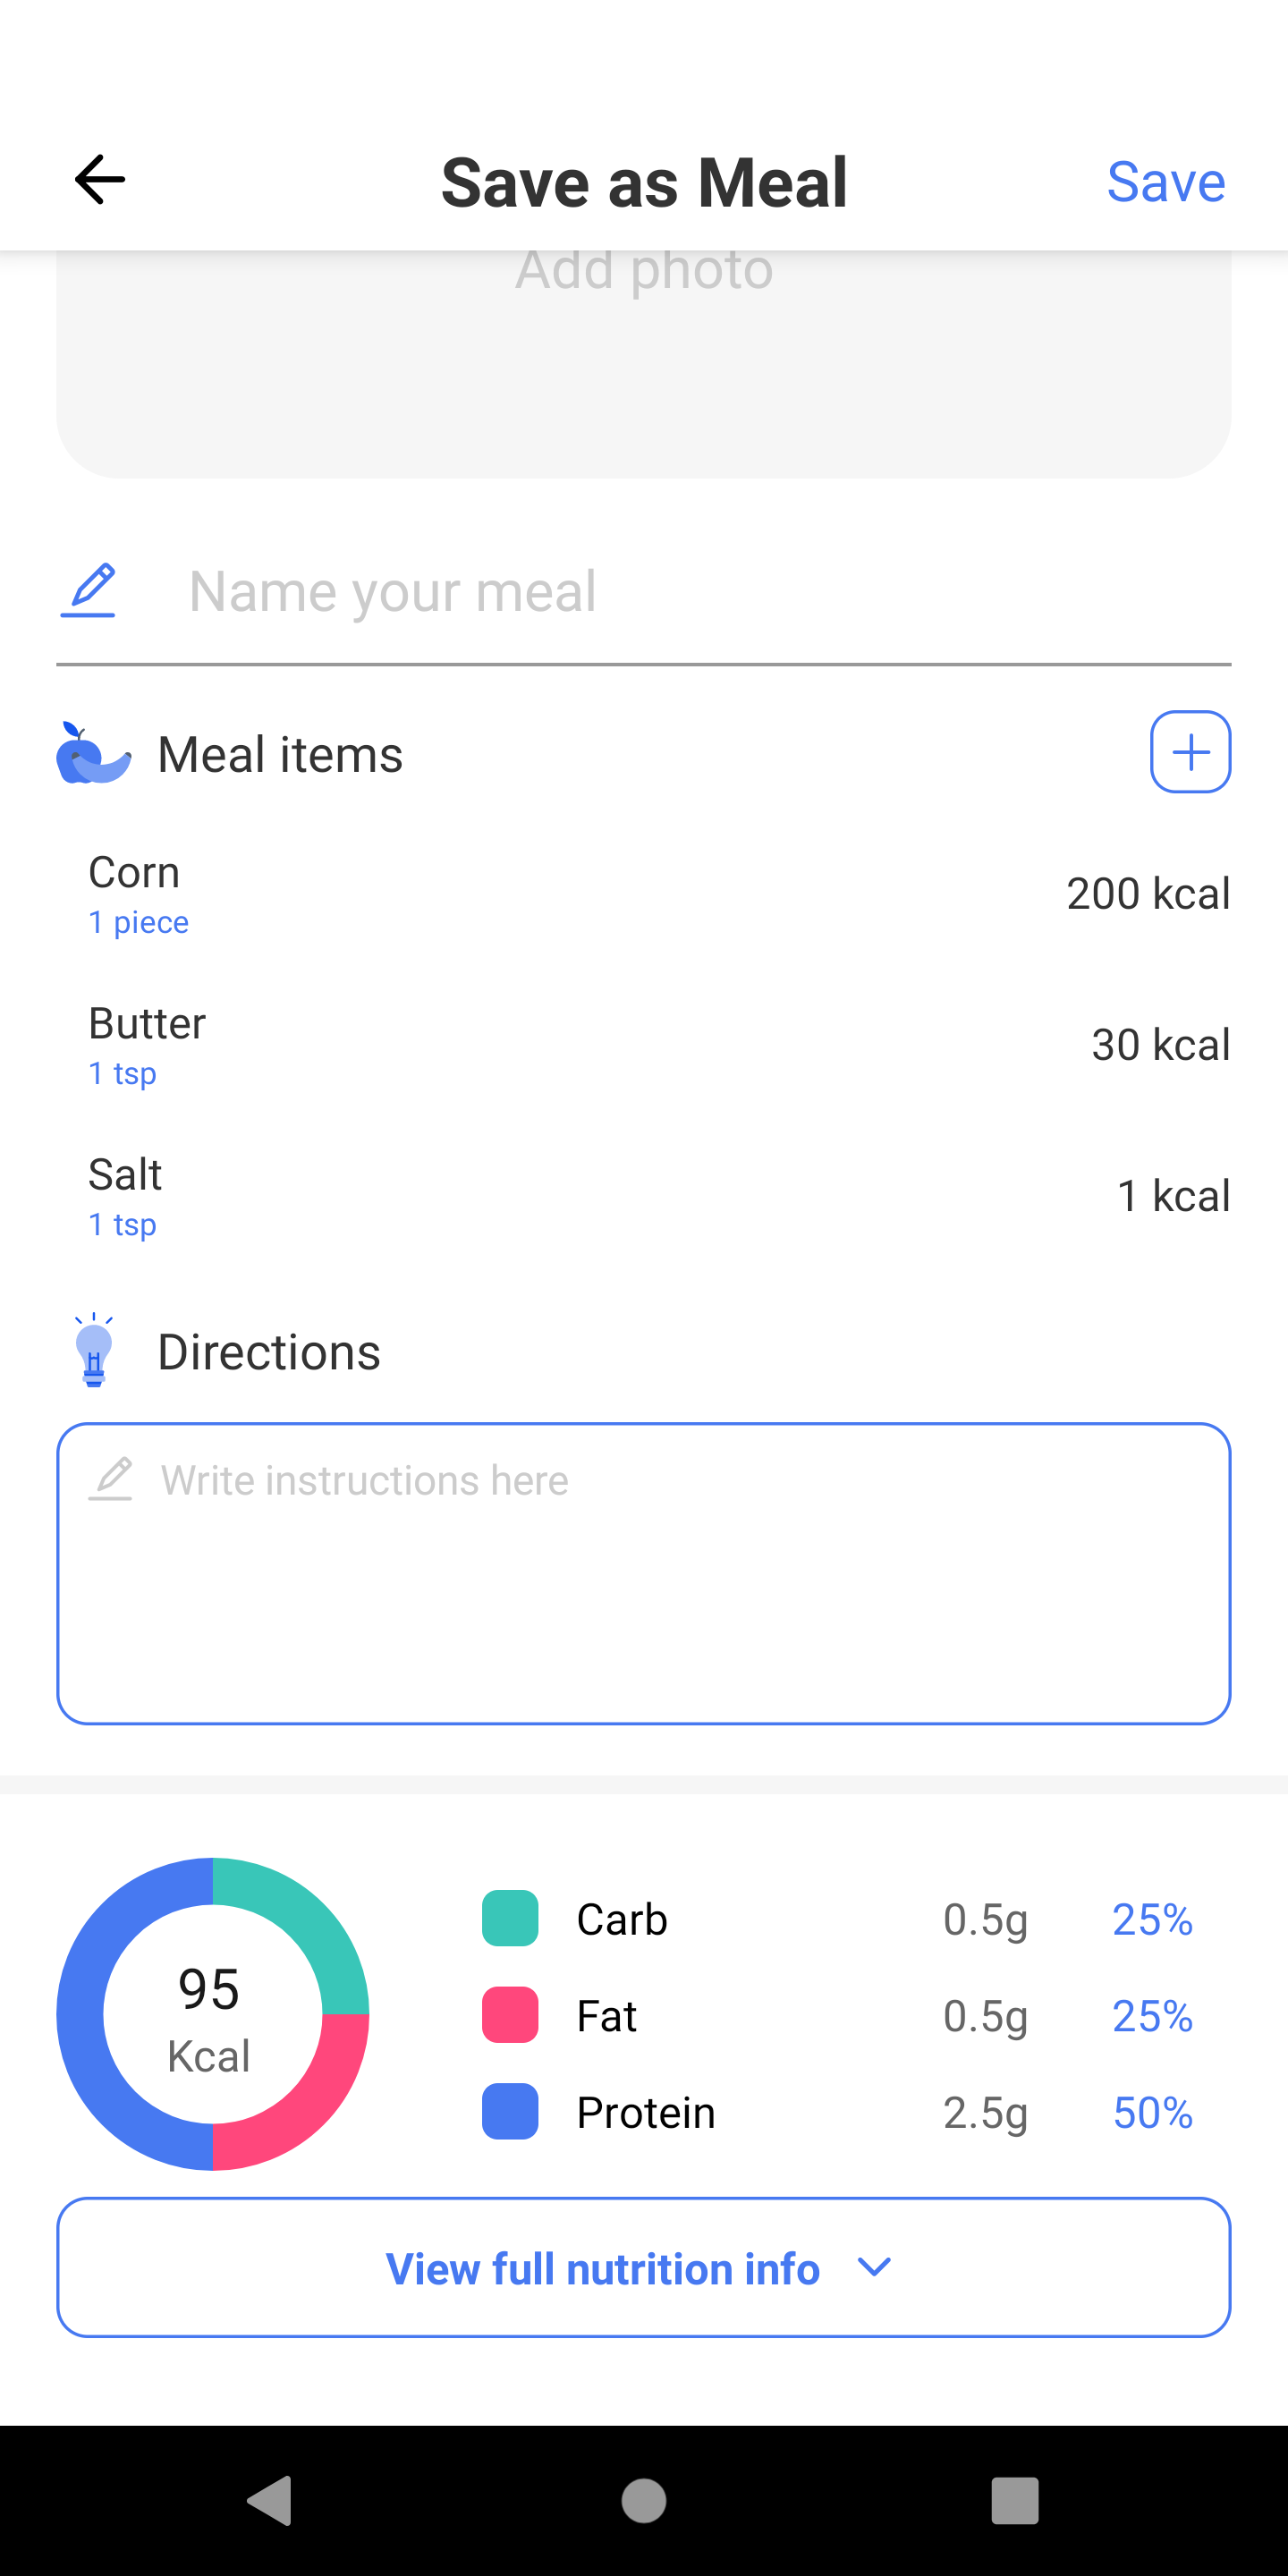 Save as Meal
Save
Add photo
Name your meal
Meal items
Corn
1 piece
200 kcal
Butter
1 tsp
30 kcal
Salt
1 tsp
1 kcal
Directions
Write instructions here
95
Kcal
Carb 0.5g 25%
Fat 0.5g 25%
Protein 2.5g 50%
View full nutrition info